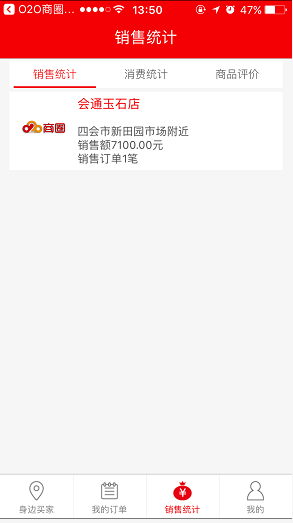 O2O商圈... 13:50 47%
销售统计
销售统计 消费统计 商品评价
会通玉石店
o2o商圈
四会市新田园市场附近
销售额7100.00元
销售订单1笔
身边买家 我的订单 销售统计 我的